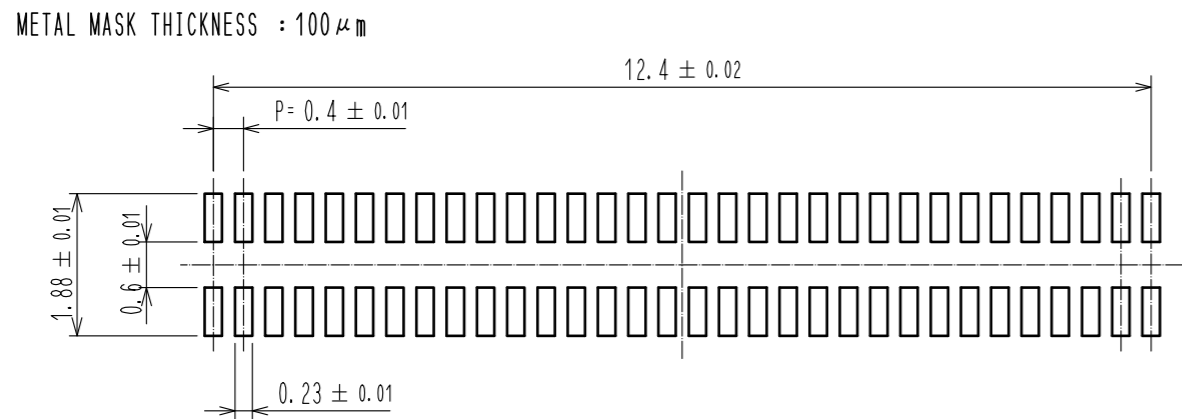 METAL MASK THICKNESS : 100μm
12.4 ± 0.02
P= 0.4 ± 0.01
1.88 ± 0.01
0.6 ± 0.01
0.23 ± 0.01